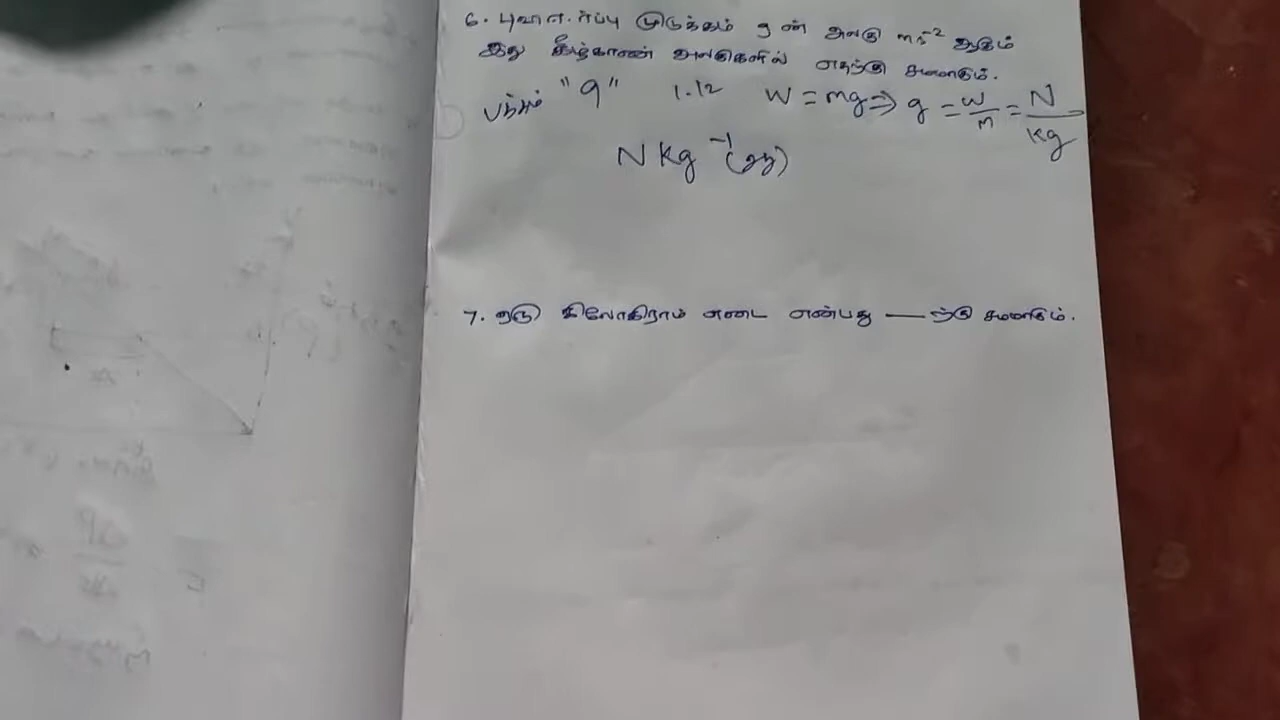 6. புவிஈர்ப்பு முடுக்கம் g ன் அலகு ms⁻² ஆகும்
இது கீழ்காண் அலகுகளில் எதற்கு சமமாகும்.
பக்கம் "9" 1.12 W = mg ⇒ g = W/m = N/kg
N kg⁻¹ (அ)
7. ஒரு கிலோகிராம் எடை என்பது — ற்கு சமமாகும்.